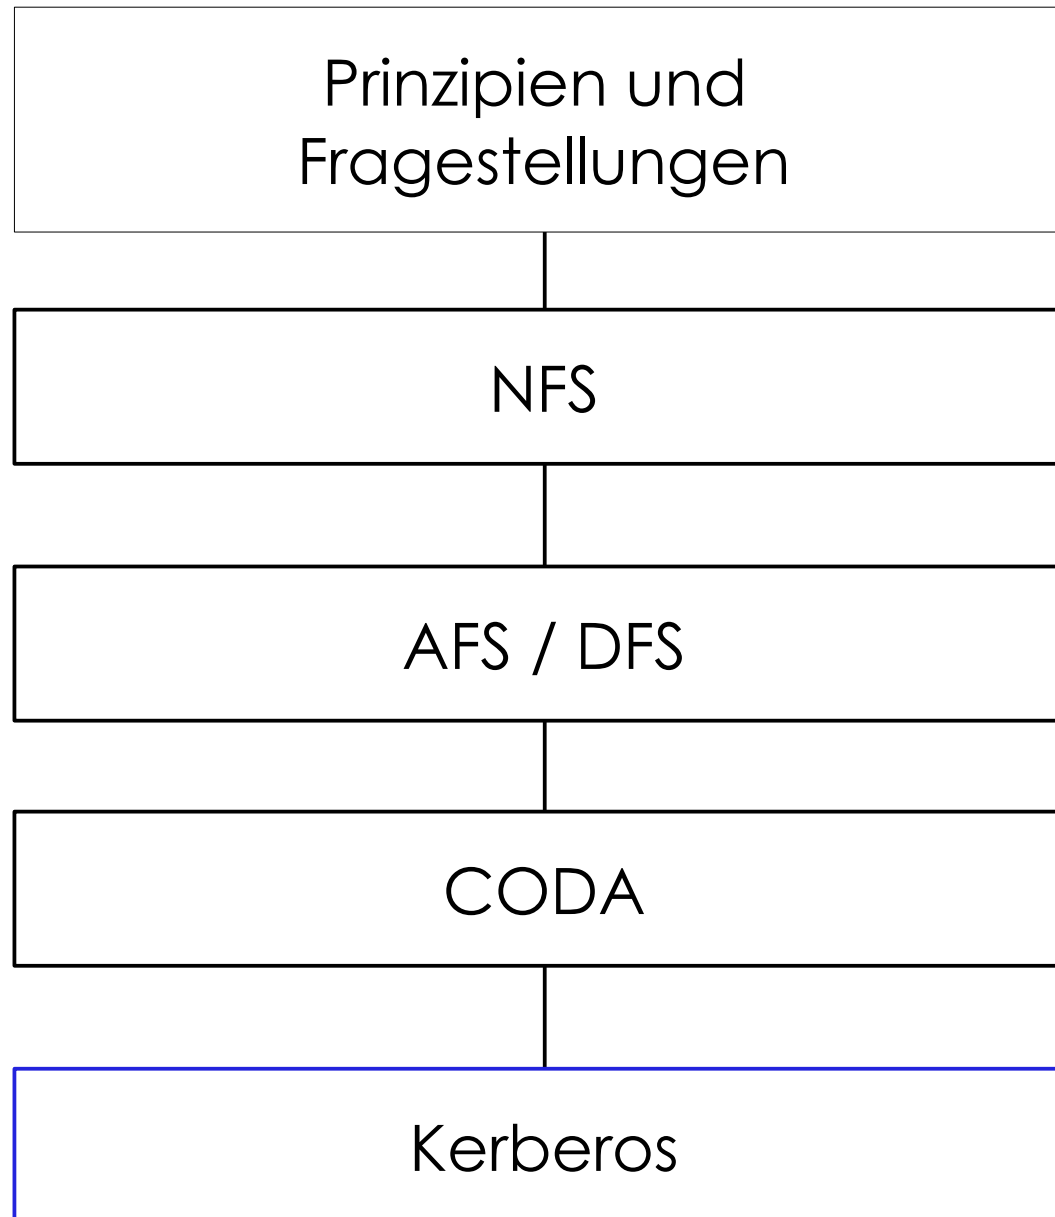 Prinzipien und
Fragestellungen
NFS
AFS / DFS
CODA
Kerberos